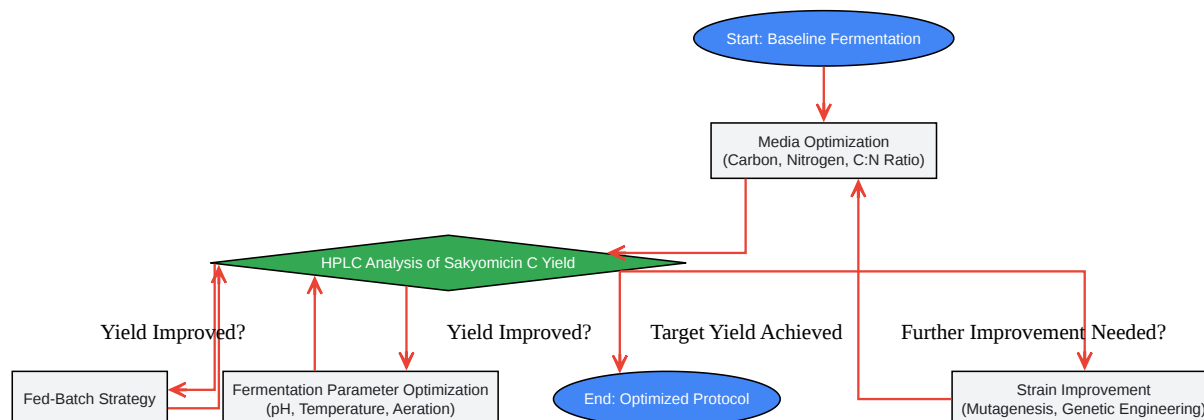 Start: Baseline Fermentation
Media Optimization
(Carbon, Nitrogen, C:N Ratio)
HPLC Analysis of Sakyomicin C Yield
Yield Improved?
Yield Improved?
Target Yield Achieved
Further Improvement Needed?
Fed-Batch Strategy
Fermentation Parameter Optimization
(pH, Temperature, Aeration)
End: Optimized Protocol
Strain Improvement
(Mutagenesis, Genetic Engineering)